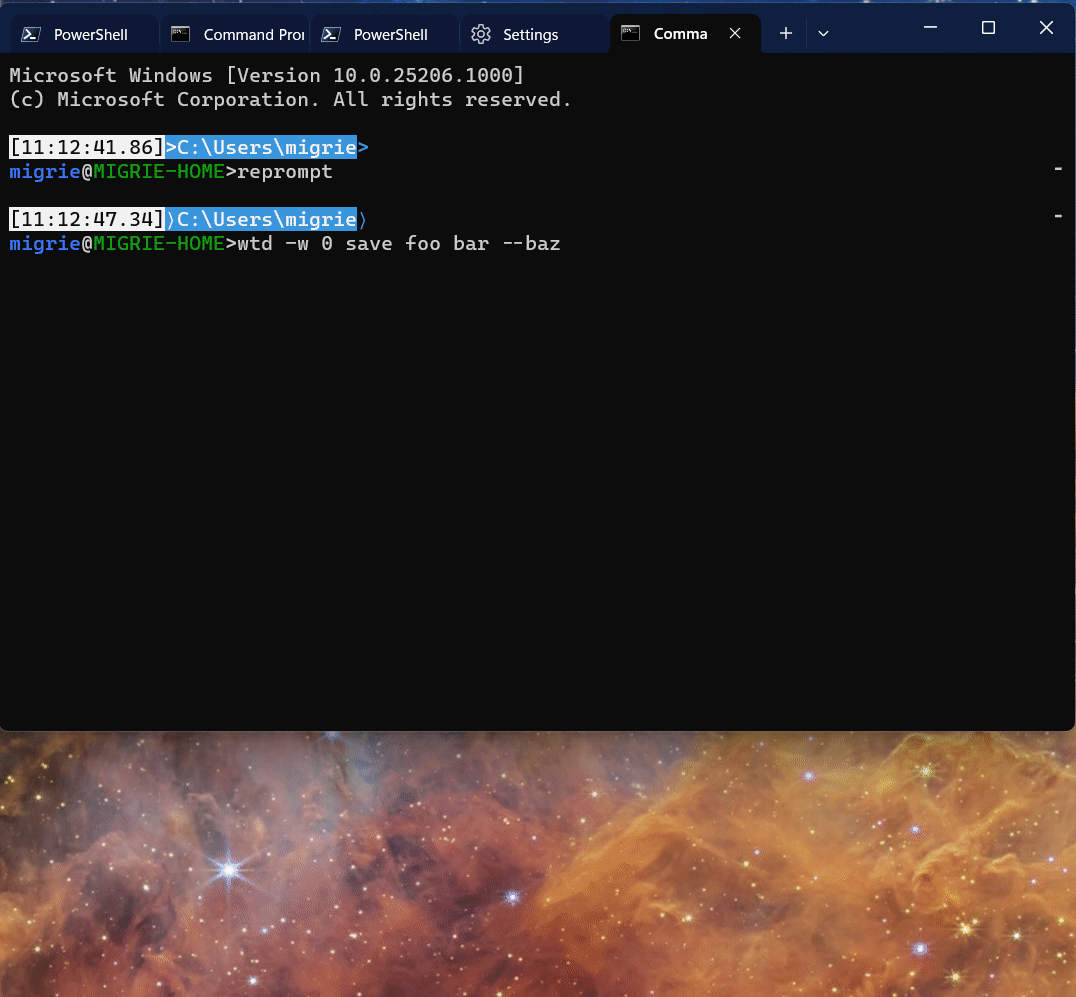 PowerShell
Command Pro
PowerShell
Settings
Comma
Microsoft Windows [Version 10.0.25206.1000]
(c) Microsoft Corporation. All rights reserved.
[11:12:41.86]>C:\Users\migrie>
migrie@MIGRIE-HOME>reprompt
[11:12:47.34]⟩C:\Users\migrie⟩
migrie@MIGRIE-HOME>wtd -w 0 save foo bar --baz